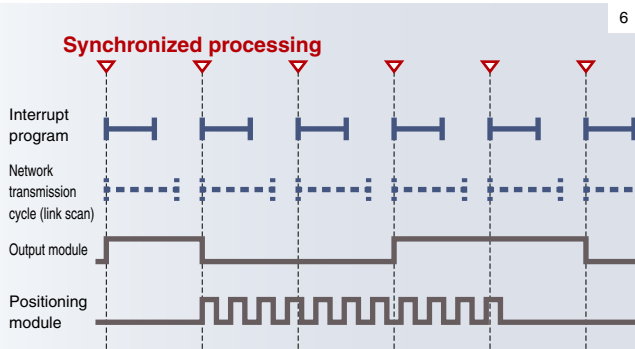 6
Synchronized processing
Interrupt
program
Network
transmission
cycle (link scan)
Output module
Positioning
module